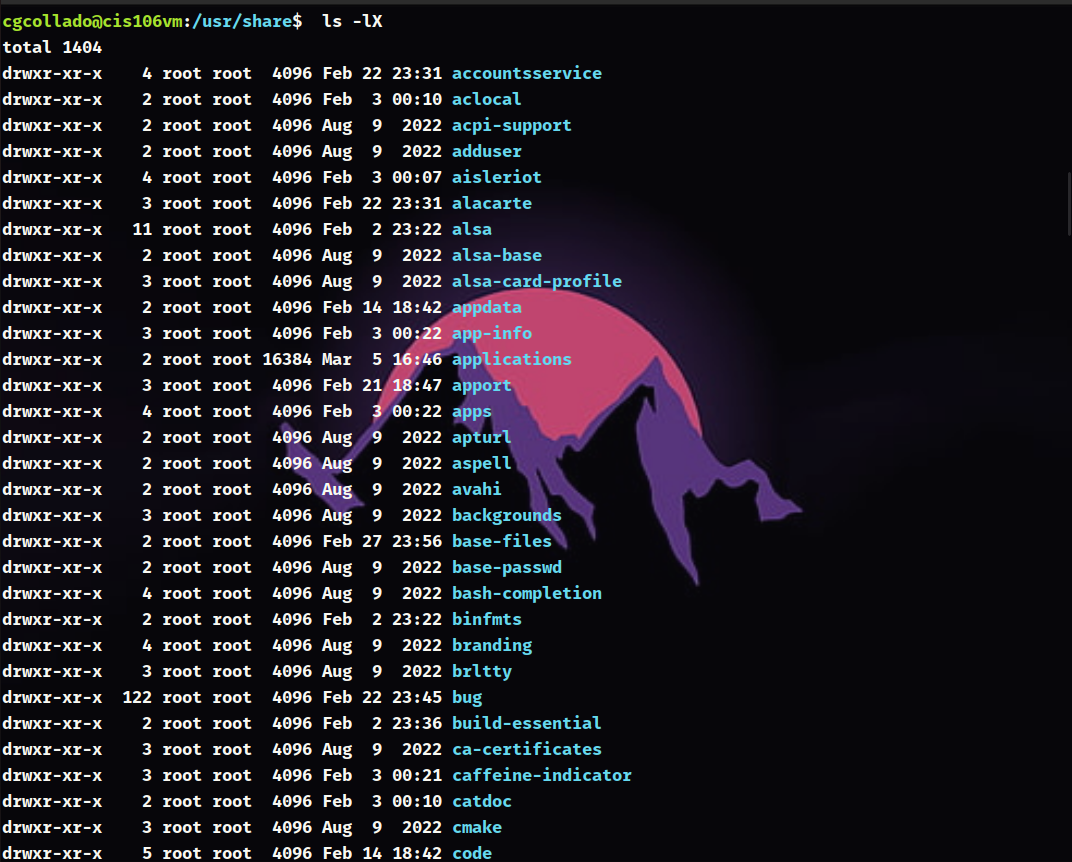 cgcollado@cis106vm:/usr/share$  ls -lX
total 1404
drwxr-xr-x    4 root root  4096 Feb 22 23:31 accountsservice
drwxr-xr-x    2 root root  4096 Feb  3 00:10 aclocal
drwxr-xr-x    2 root root  4096 Aug  9  2022 acpi-support
drwxr-xr-x    2 root root  4096 Aug  9  2022 adduser
drwxr-xr-x    4 root root  4096 Feb  3 00:07 aisleriot
drwxr-xr-x    3 root root  4096 Feb 22 23:31 alacarte
drwxr-xr-x   11 root root  4096 Feb  2 23:22 alsa
drwxr-xr-x    2 root root  4096 Aug  9  2022 alsa-base
drwxr-xr-x    3 root root  4096 Aug  9  2022 alsa-card-profile
drwxr-xr-x    2 root root  4096 Feb 14 18:42 appdata
drwxr-xr-x    3 root root  4096 Feb  3 00:22 app-info
drwxr-xr-x    2 root root 16384 Mar  5 16:46 applications
drwxr-xr-x    3 root root  4096 Feb 21 18:47 apport
drwxr-xr-x    4 root root  4096 Feb  3 00:22 apps
drwxr-xr-x    2 root root  4096 Aug  9  2022 apturl
drwxr-xr-x    2 root root  4096 Aug  9  2022 aspell
drwxr-xr-x    2 root root  4096 Aug  9  2022 avahi
drwxr-xr-x    3 root root  4096 Aug  9  2022 backgrounds
drwxr-xr-x    2 root root  4096 Feb 27 23:56 base-files
drwxr-xr-x    2 root root  4096 Aug  9  2022 base-passwd
drwxr-xr-x    4 root root  4096 Aug  9  2022 bash-completion
drwxr-xr-x    2 root root  4096 Feb  2 23:22 binfmts
drwxr-xr-x    4 root root  4096 Aug  9  2022 branding
drwxr-xr-x    3 root root  4096 Aug  9  2022 brltty
drwxr-xr-x  122 root root  4096 Feb 22 23:45 bug
drwxr-xr-x    2 root root  4096 Feb  2 23:36 build-essential
drwxr-xr-x    3 root root  4096 Aug  9  2022 ca-certificates
drwxr-xr-x    3 root root  4096 Feb  3 00:21 caffeine-indicator
drwxr-xr-x    2 root root  4096 Feb  3 00:10 catdoc
drwxr-xr-x    3 root root  4096 Aug  9  2022 cmake
drwxr-xr-x    5 root root  4096 Feb 14 18:42 code